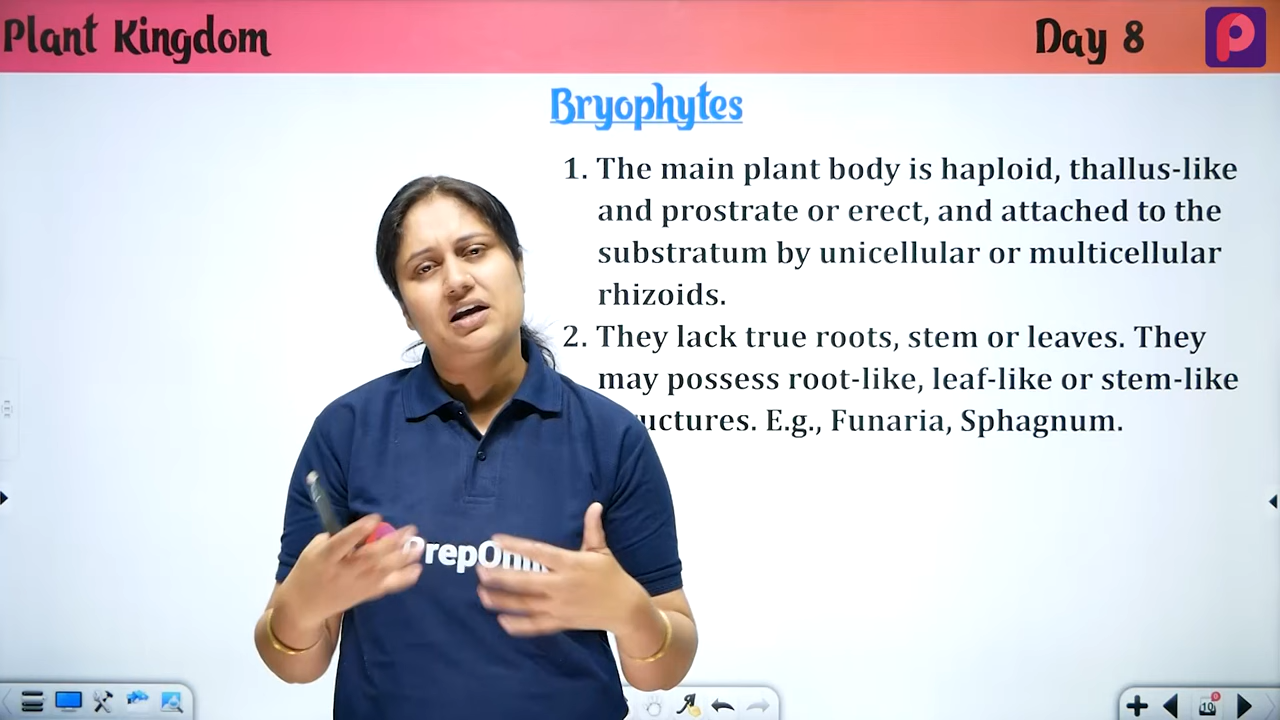 Plant Kingdom
Day 8
Bryophytes
1. The main plant body is haploid, thallus-like
and prostrate or erect, and attached to the
substratum by unicellular or multicellular
rhizoids.
2. They lack true roots, stem or leaves. They
may possess root-like, leaf-like or stem-like
E.g., Funaria, Sphagnum.
10